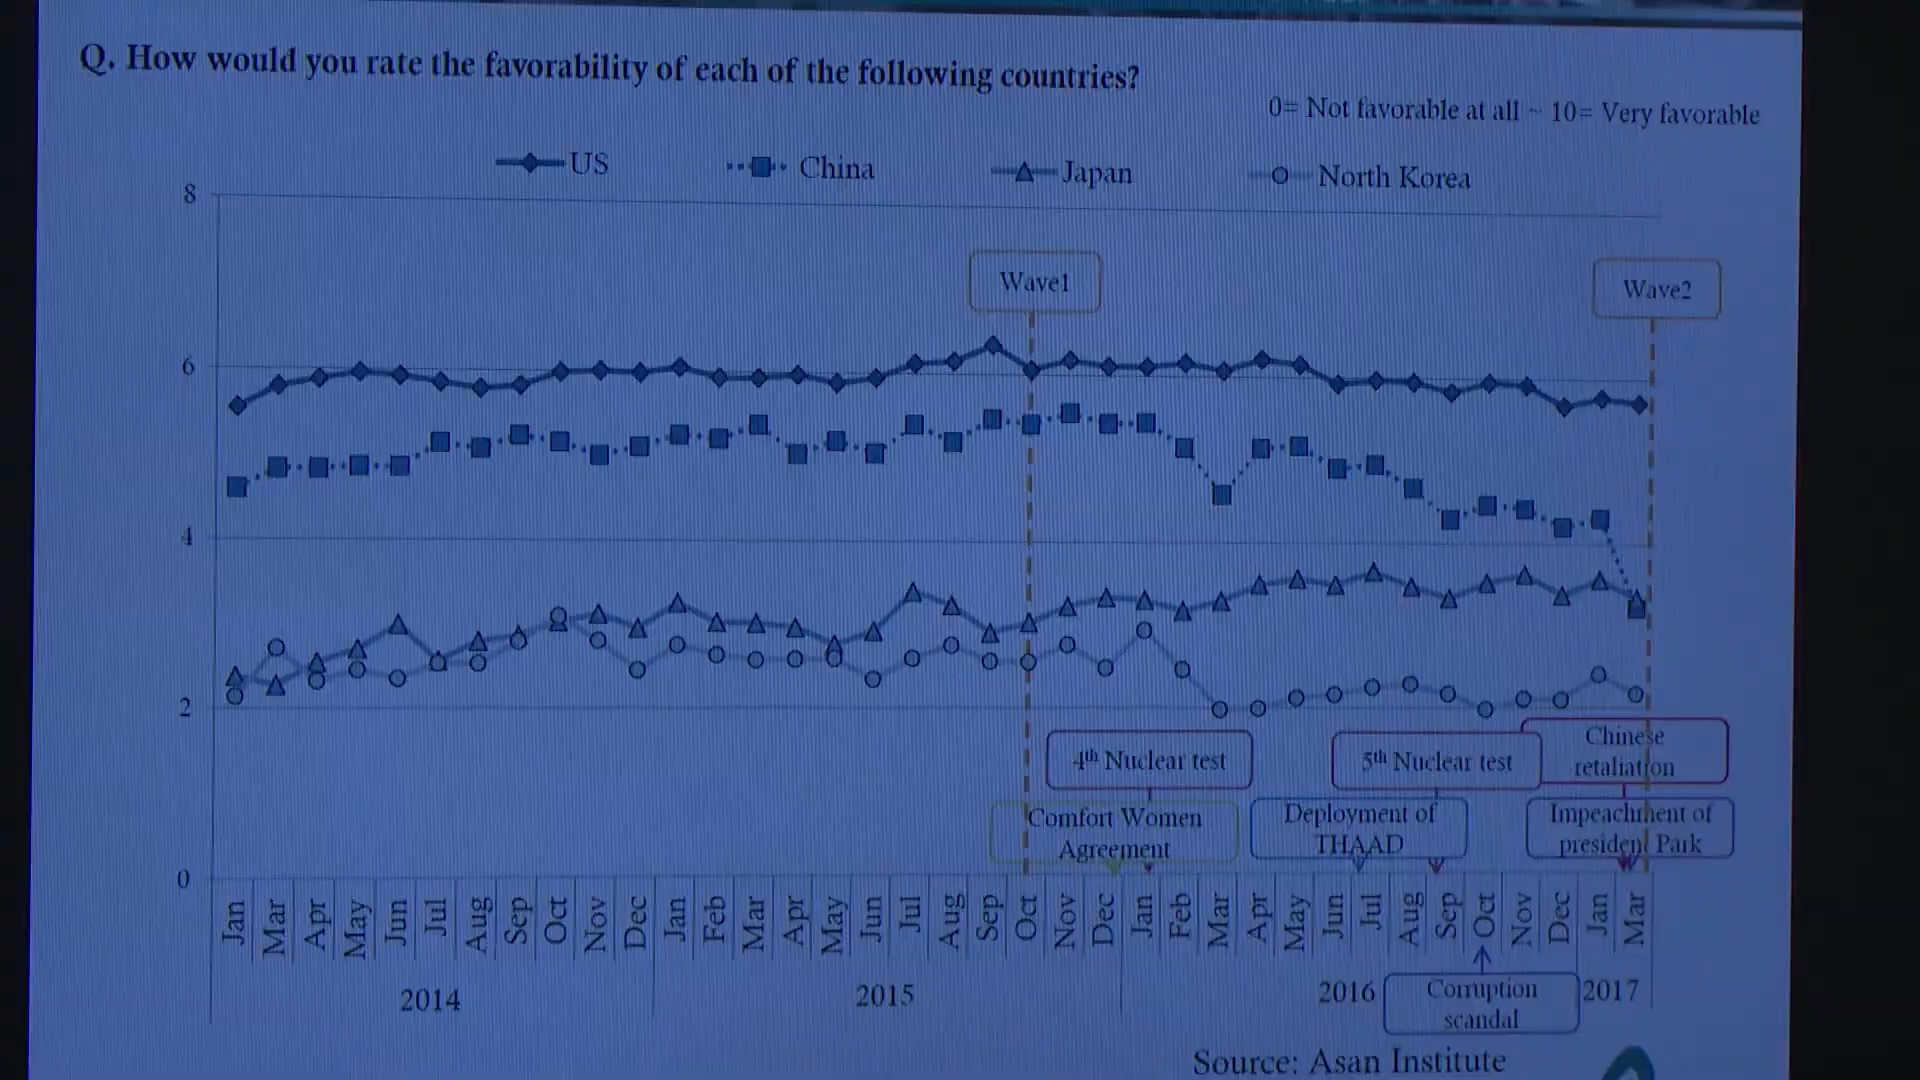 Q. How would you rate the favorability of each of the following countries?
0= Not favorable at all ~ 10= Very favorable
US
China
Japan
North Korea
8
6
4
2
0
Wave1
Wave2
4th Nuclear test
5th Nuclear test
Chinese
retaliation
Comfort Women
Agreement
Deployment of
THAAD
Impeachment of
president Park
Jan Mar Apr May Jun Jul Aug Sep Oct Nov Dec Jan Feb Mar Apr May Jun Jul Aug Sep Oct Nov Dec Jan Feb Mar Apr May Jun Jul Aug Sep Oct Nov Dec Jan Mar
2014 2015 2016 2017
Corruption
scandal
Source: Asan Institute